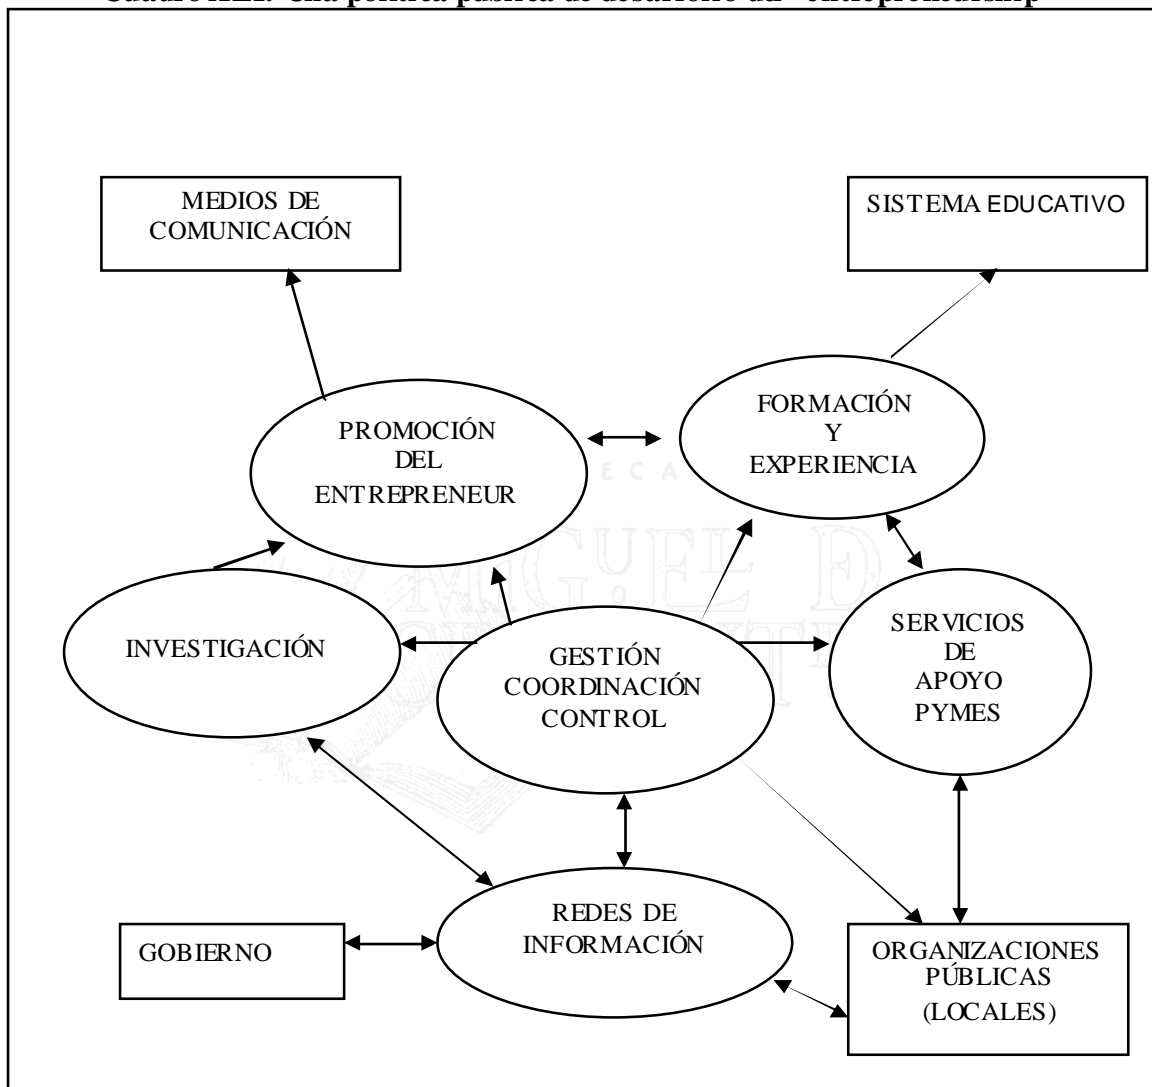 MEDIOS DE
COMUNICACIÓN
SISTEMA EDUCATIVO
FORMACIÓN
Y
EXPERIENCIA
PROMOCIÓN
DEL
ENTREPRENEUR
INVESTIGACIÓN
GESTIÓN
COORDINACIÓN
CONTROL
SERVICIOS
DE
APOYO
PYMES
REDES DE
INFORMACIÓN
GOBIERNO
ORGANIZACIONES
PÚBLICAS
(LOCALES)